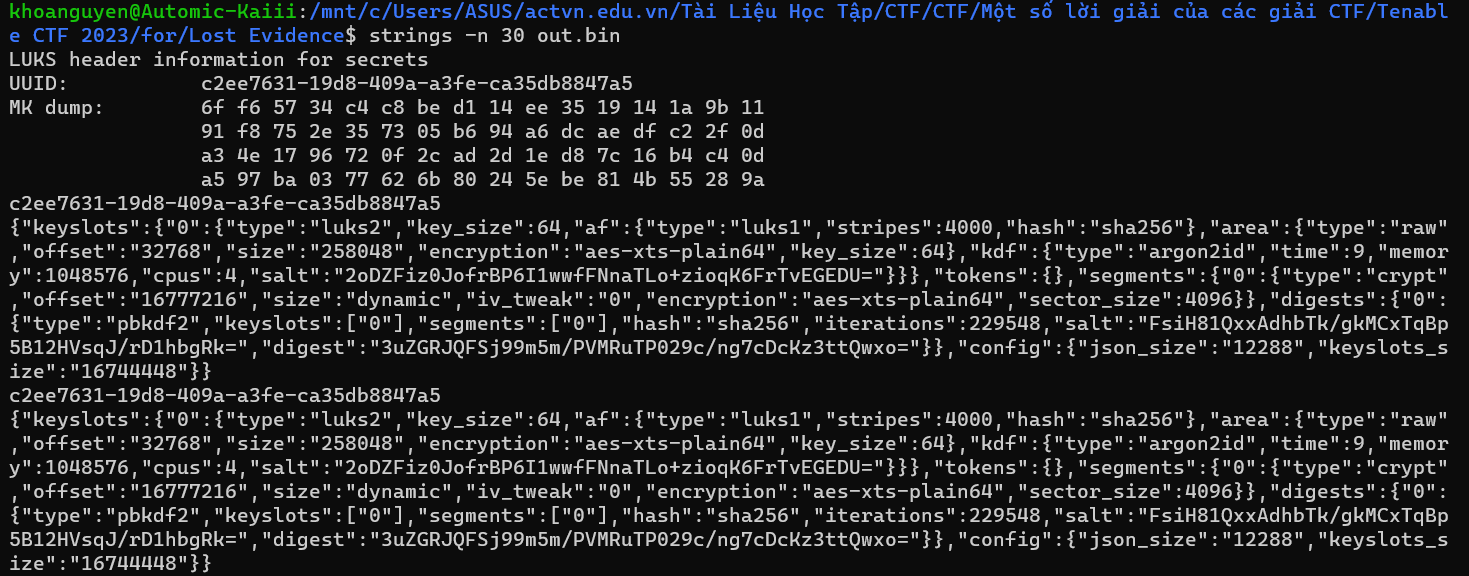 khoanguyen@Automic-Kaiii:/mnt/c/Users/ASUS/actvn.edu.vn/Tài Liệu Học Tập/CTF/CTF/Một số lời giải của các giải CTF/Tenabl
e CTF 2023/for/Lost Evidence$ strings -n 30 out.bin
LUKS header information for secrets
UUID:           c2ee7631-19d8-409a-a3fe-ca35db8847a5
MK dump:        6f f6 57 34 c4 c8 be d1 14 ee 35 19 14 1a 9b 11
                91 f8 75 2e 35 73 05 b6 94 a6 dc ae df c2 2f 0d
                a3 4e 17 96 72 0f 2c ad 2d 1e d8 7c 16 b4 c4 0d
                a5 97 ba 03 77 62 6b 80 24 5e be 81 4b 55 28 9a
c2ee7631-19d8-409a-a3fe-ca35db8847a5
{"keyslots":{"0":{"type":"luks2","key_size":64,"af":{"type":"luks1","stripes":4000,"hash":"sha256"},"area":{"type":"raw"
,"offset":"32768","size":"258048","encryption":"aes-xts-plain64","key_size":64},"kdf":{"type":"argon2id","time":9,"memor
y":1048576,"cpus":4,"salt":"2oDZFiz0JofrBP6I1wwfFNnaTLo+zioqK6FrTvEGEDU="}}},"tokens":{},"segments":{"0":{"type":"crypt"
,"offset":"16777216","size":"dynamic","iv_tweak":"0","encryption":"aes-xts-plain64","sector_size":4096}},"digests":{"0":
{"type":"pbkdf2","keyslots":["0"],"segments":["0"],"hash":"sha256","iterations":229548,"salt":"FsiH81QxxAdhbTk/gkMCxTqBp
5B12HVsqJ/rD1hbgRk=","digest":"3uZGRJQFSj99m5m/PVMRuTP029c/ng7cDcKz3ttQwxo="}},"config":{"json_size":"12288","keyslots_s
ize":"16744448"}}
c2ee7631-19d8-409a-a3fe-ca35db8847a5
{"keyslots":{"0":{"type":"luks2","key_size":64,"af":{"type":"luks1","stripes":4000,"hash":"sha256"},"area":{"type":"raw"
,"offset":"32768","size":"258048","encryption":"aes-xts-plain64","key_size":64},"kdf":{"type":"argon2id","time":9,"memor
y":1048576,"cpus":4,"salt":"2oDZFiz0JofrBP6I1wwfFNnaTLo+zioqK6FrTvEGEDU="}}},"tokens":{},"segments":{"0":{"type":"crypt"
,"offset":"16777216","size":"dynamic","iv_tweak":"0","encryption":"aes-xts-plain64","sector_size":4096}},"digests":{"0":
{"type":"pbkdf2","keyslots":["0"],"segments":["0"],"hash":"sha256","iterations":229548,"salt":"FsiH81QxxAdhbTk/gkMCxTqBp
5B12HVsqJ/rD1hbgRk=","digest":"3uZGRJQFSj99m5m/PVMRuTP029c/ng7cDcKz3ttQwxo="}},"config":{"json_size":"12288","keyslots_s
ize":"16744448"}}